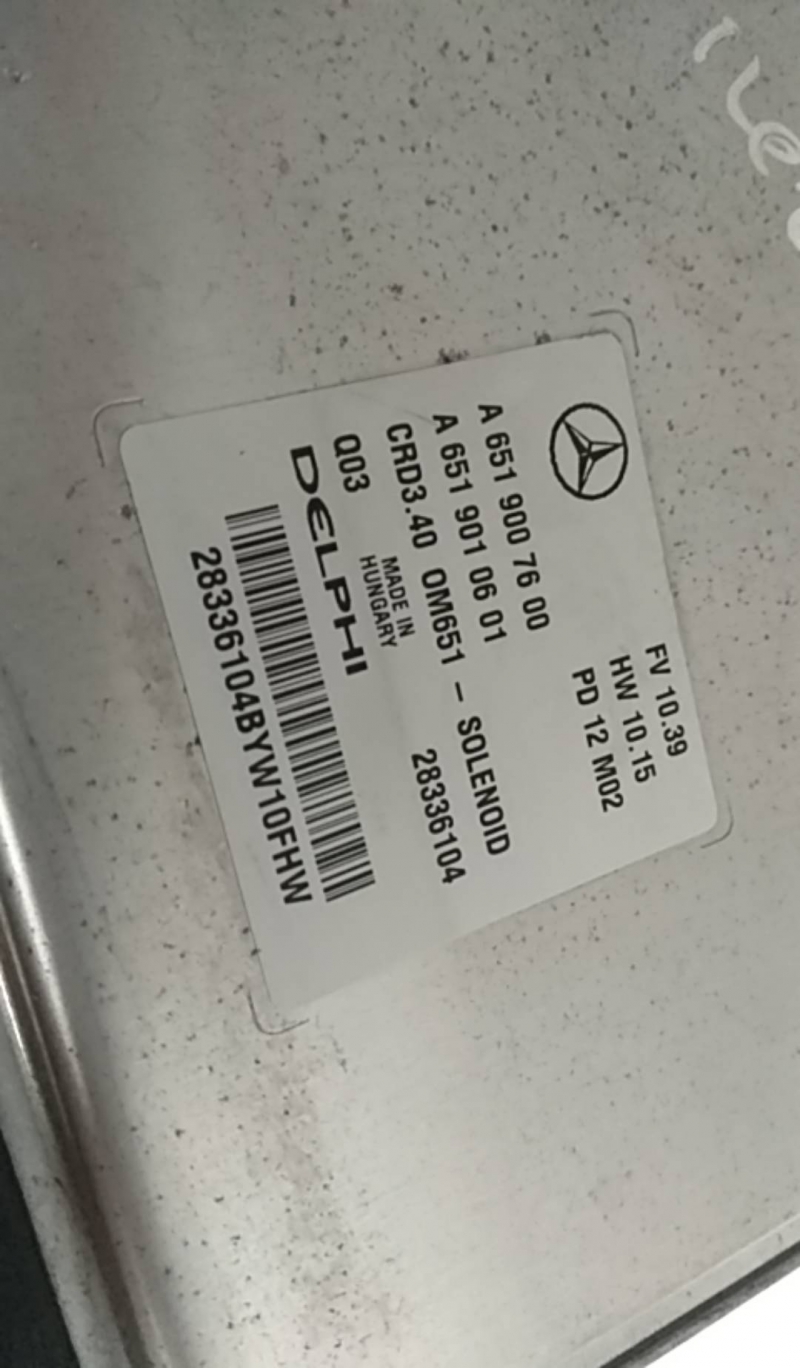 FV 10.39
HW 10.15
PD 12 M02
A 651 900 76 00
A 651 901 06 01
CRD3.40 OM651 – SOLENOID
Q03 28336104
MADE IN
HUNGARY
DELPHI
28336104BYW10FHW